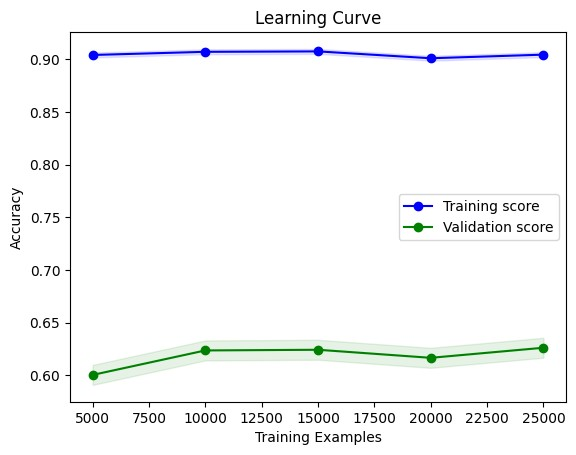 Learning Curve
0.90
0.85
0.80
0.75
0.70
0.65
0.60
Accuracy
Training score
Validation score
5000 7500 10000 12500 15000 17500 20000 22500 25000
Training Examples